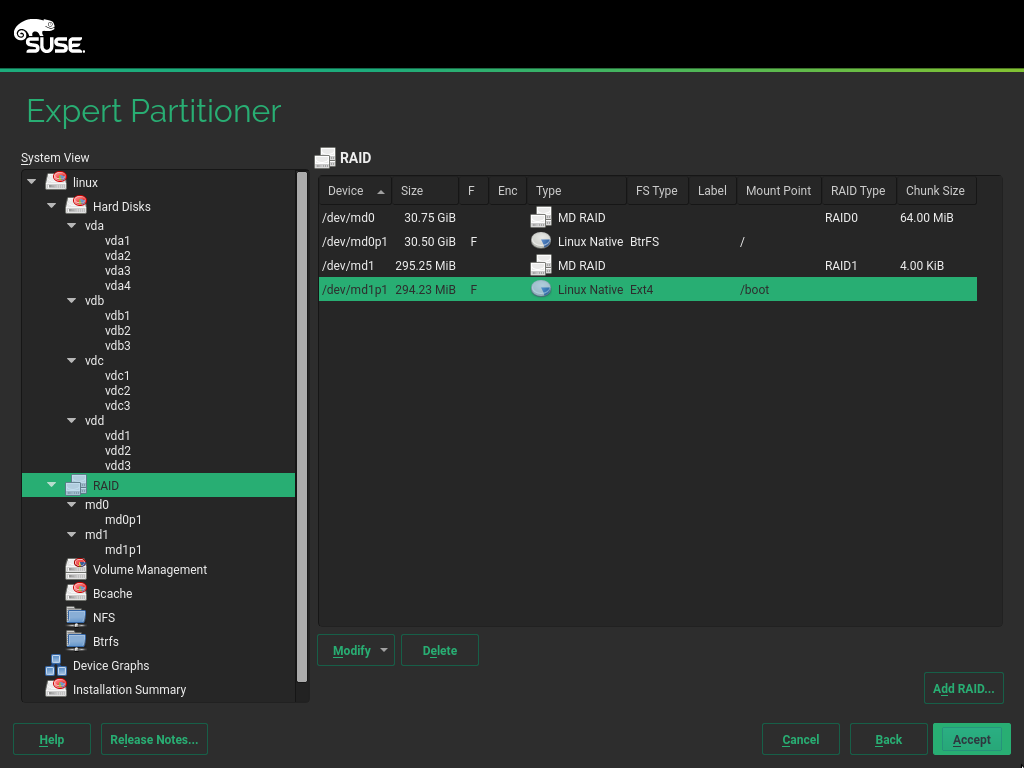 SUSE.
Expert Partitioner
System View
RAID
linux
Hard Disks
vda
vda1
vda2
vda3
vda4
vdb
vdb1
vdb2
vdb3
vdc
vdc1
vdc2
vdc3
vdd
vdd1
vdd2
vdd3
RAID
md0
md0p1
md1
md1p1
Volume Management
Bcache
NFS
Btrfs
Device Graphs
Installation Summary
Device Size F Enc Type FS Type Label Mount Point RAID Type Chunk Size
/dev/md0 30.75 GiB MD RAID RAID0 64.00 MiB
/dev/md0p1 30.50 GiB F Linux Native BtrFS /
/dev/md1 295.25 MiB MD RAID RAID1 4.00 KiB
/dev/md1p1 294.23 MiB F Linux Native Ext4 /boot
Modify Delete
Add RAID...
Help Release Notes... Cancel Back Accept